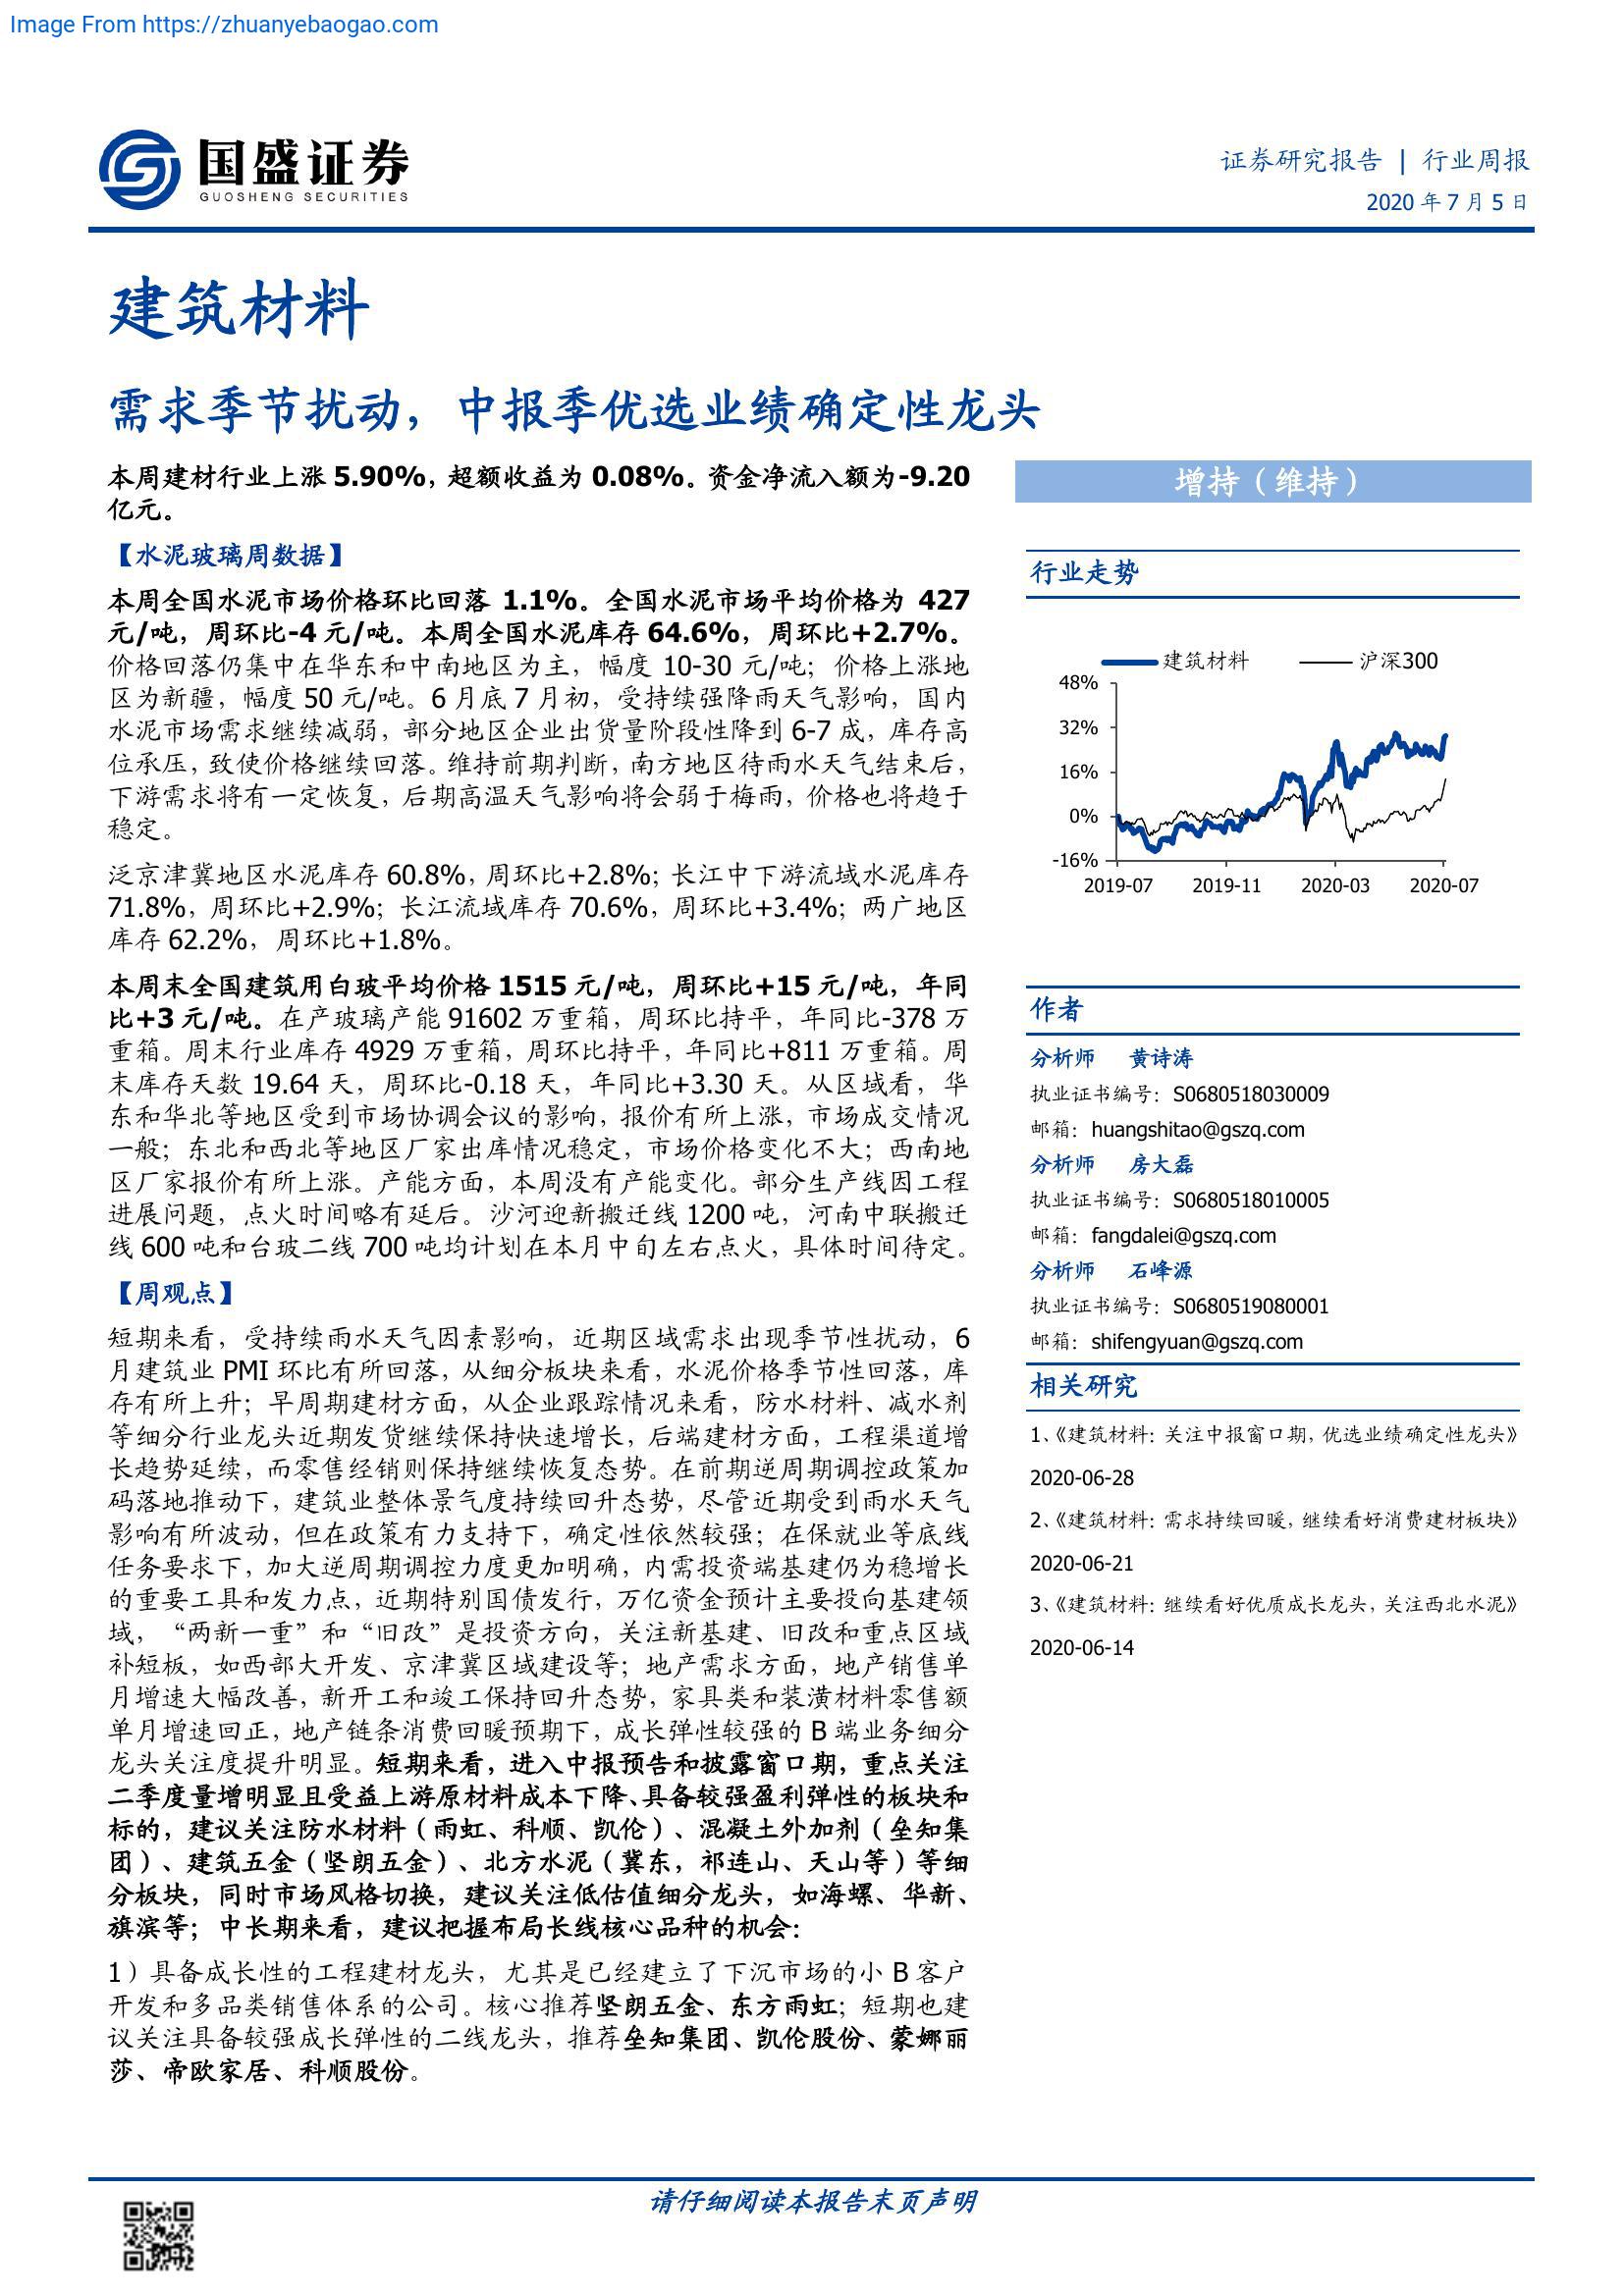 Image From https://zhuanyebaogao.com
国盛证券
GUOSHENG SECURITIES
证券研究报告 | 行业周报
2020 年 7 月 5 日
建筑材料
需求季节扰动，中报季优选业绩确定性龙头
本周建材行业上涨 5.90%，超额收益为 0.08%。资金净流入额为-9.20
亿元。
【水泥玻璃周数据】
本周全国水泥市场价格环比回落 1.1%。全国水泥市场平均价格为 427
元/吨，周环比-4 元/吨。本周全国水泥库存 64.6%，周环比+2.7%。
价格回落仍集中在华东和中南地区为主，幅度 10-30 元/吨；价格上涨地
区为新疆，幅度 50 元/吨。6 月底 7 月初，受持续强降雨天气影响，国内
水泥市场需求继续减弱，部分地区企业出货量阶段性降到 6-7 成，库存高
位承压，致使价格继续回落。维持前期判断，南方地区待雨水天气结束后，
下游需求将有一定恢复，后期高温天气影响将会弱于梅雨，价格也将趋于
稳定。
泛京津冀地区水泥库存 60.8%，周环比+2.8%；长江中下游流域水泥库存
71.8%，周环比+2.9%；长江流域库存 70.6%，周环比+3.4%；两广地区
库存 62.2%，周环比+1.8%。
本周末全国建筑用白玻平均价格 1515 元/吨，周环比+15 元/吨，年同
比+3 元/吨。在产玻璃产能 91602 万重箱，周环比持平，年同比-378 万
重箱。周末行业库存 4929 万重箱，周环比持平，年同比+811 万重箱。周
末库存天数 19.64 天，周环比-0.18 天，年同比+3.30 天。从区域看，华
东和华北等地区受到市场协调会议的影响，报价有所上涨，市场成交情况
一般；东北和西北等地区厂家出库情况稳定，市场价格变化不大；西南地
区厂家报价有所上涨。产能方面，本周没有产能变化。部分生产线因工程
进展问题，点火时间略有延后。沙河迎新搬迁线 1200 吨，河南中联搬迁
线 600 吨和台玻二线 700 吨均计划在本月中旬左右点火，具体时间待定。
【周观点】
短期来看，受持续雨水天气因素影响，近期区域需求出现季节性扰动，6
月建筑业 PMI 环比有所回落，从细分板块来看，水泥价格季节性回落，库
存有所上升；早周期建材方面，从企业跟踪情况来看，防水材料、减水剂
等细分行业龙头近期发货继续保持快速增长，后端建材方面，工程渠道增
长趋势延续，而零售经销则保持继续恢复态势。在前期逆周期调控政策加
码落地推动下，建筑业整体景气度持续回升态势，尽管近期受到雨水天气
影响有所波动，但在政策有力支持下，确定性依然较强；在保就业等底线
任务要求下，加大逆周期调控力度更加明确，内需投资端基建仍为稳增长
的重要工具和发力点，近期特别国债发行，万亿资金预计主要投向基建领
域，“两新一重”和“旧改”是投资方向，关注新基建、旧改和重点区域
补短板，如西部大开发、京津冀区域建设等；地产需求方面，地产销售单
月增速大幅改善，新开工和竣工保持回升态势，家具类和装潢材料零售额
单月增速回正，地产链条消费回暖预期下，成长弹性较强的 B 端业务细分
龙头关注度提升明显。短期来看，进入中报预告和披露窗口期，重点关注
二季度量增明显且受益上游原材料成本下降、具备较强盈利弹性的板块和
标的，建议关注防水材料（雨虹、科顺、凯伦）、混凝土外加剂（垒知集
团）、建筑五金（坚朗五金）、北方水泥（冀东，祁连山、天山等）等细
分板块，同时市场风格切换，建议关注低估值细分龙头，如海螺、华新、
旗滨等；中长期来看，建议把握布局长线核心品种的机会：
1）具备成长性的工程建材龙头，尤其是已经建立了下沉市场的小 B 客户
开发和多品类销售体系的公司。核心推荐坚朗五金、东方雨虹；短期也建
议关注具备较强成长弹性的二线龙头，推荐垒知集团、凯伦股份、蒙娜丽
莎、帝欧家居、科顺股份。
增持（维持）
行业走势
建筑材料 沪深300
48%
32%
16%
0%
-16%
2019-07 2019-11 2020-03 2020-07
作者
分析师 黄诗涛
执业证书编号：S0680518030009
邮箱：huangshitao@gszq.com
分析师 房大磊
执业证书编号：S0680518010005
邮箱：fangdalei@gszq.com
分析师 石峰源
执业证书编号：S0680519080001
邮箱：shifengyuan@gszq.com
相关研究
1、《建筑材料：关注中报窗口期，优选业绩确定性龙头》
2020-06-28
2、《建筑材料：需求持续回暖，继续看好消费建材板块》
2020-06-21
3、《建筑材料：继续看好优质成长龙头，关注西北水泥》
2020-06-14
请仔细阅读本报告末页声明